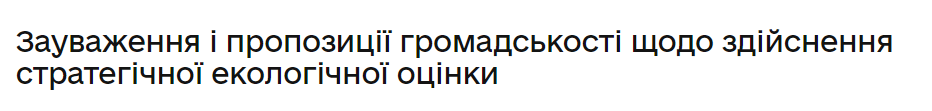 Зауваження і пропозиції громадськості щодо здійснення
стратегічної екологічної оцінки